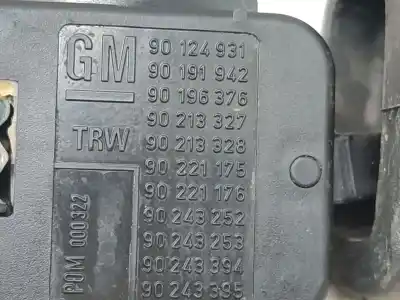 GM
TRW
90 124 931
90 191 942
90 196 376
90 213 327
90 213 328
90 221 175
90 221 176
90 243 252
90 243 253
90 243 394
90 243 395
POM 000322